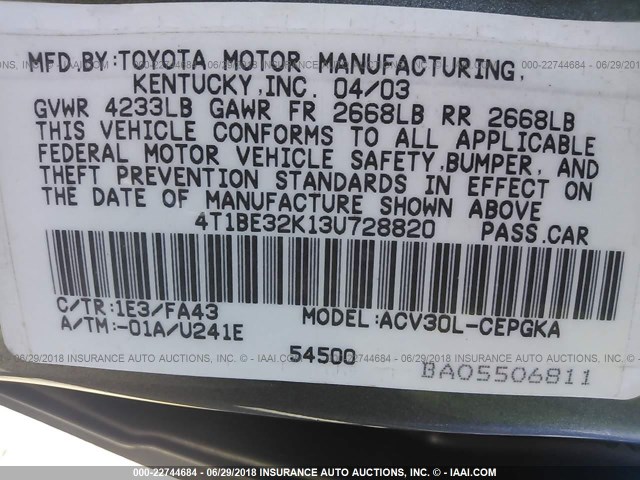 MFD.BY:TOYOTA MOTOR MANUFACTURING,
KENTUCKY,INC. 04/03
GVWR 4233LB GAWR FR 2668LB RR 2668LB
THIS VEHICLE CONFORMS TO ALL APPLICABLE
FEDERAL MOTOR VEHICLE SAFETY,BUMPER, AND
THEFT PREVENTION STANDARDS IN EFFECT ON
THE DATE OF MANUFACTURE SHOWN ABOVE
4T1BE32K13U728820 PASS.CAR
C/TR:1E3/FA43 MODEL:ACV30L-CEPGKA
A/TM:-01A/U241E
54500 BA05506811
000-22744684 - 06/29/2018 INSURANCE AUTO AUCTIONS - © IAAI.COM